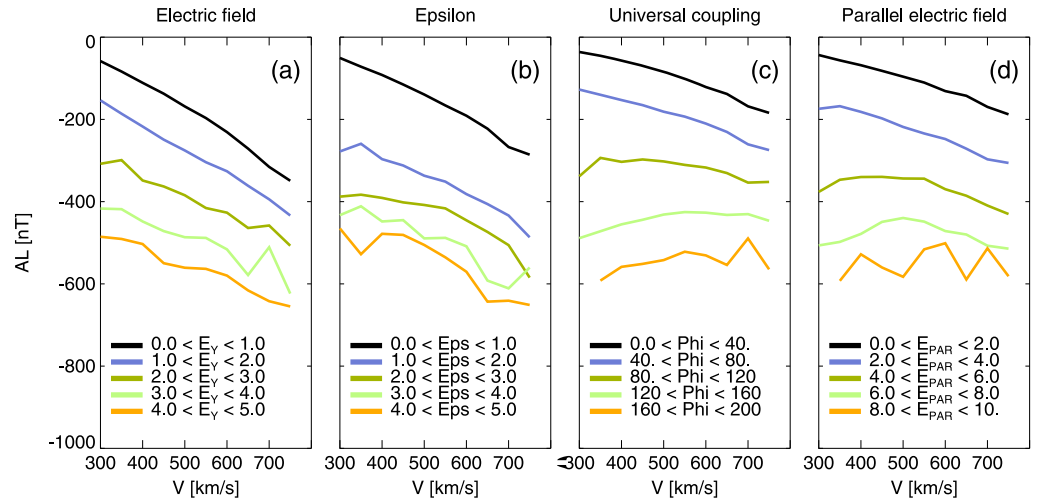 Electric field
Epsilon
Universal coupling
Parallel electric field
AL [nT]
0
-200
-400
-600
-800
-1000
(a)
0.0 < E_Y < 1.0
1.0 < E_Y < 2.0
2.0 < E_Y < 3.0
3.0 < E_Y < 4.0
4.0 < E_Y < 5.0
300 400 500 600 700
V [km/s]
(b)
0.0 < Eps < 1.0
1.0 < Eps < 2.0
2.0 < Eps < 3.0
3.0 < Eps < 4.0
4.0 < Eps < 5.0
300 400 500 600 700
V [km/s]
(c)
0.0 < Phi < 40.
40. < Phi < 80.
80. < Phi < 120
120 < Phi < 160
160 < Phi < 200
300 400 500 600 700
V [km/s]
(d)
0.0 < E_PAR < 2.0
2.0 < E_PAR < 4.0
4.0 < E_PAR < 6.0
6.0 < E_PAR < 8.0
8.0 < E_PAR < 10.
300 400 500 600 700
V [km/s]